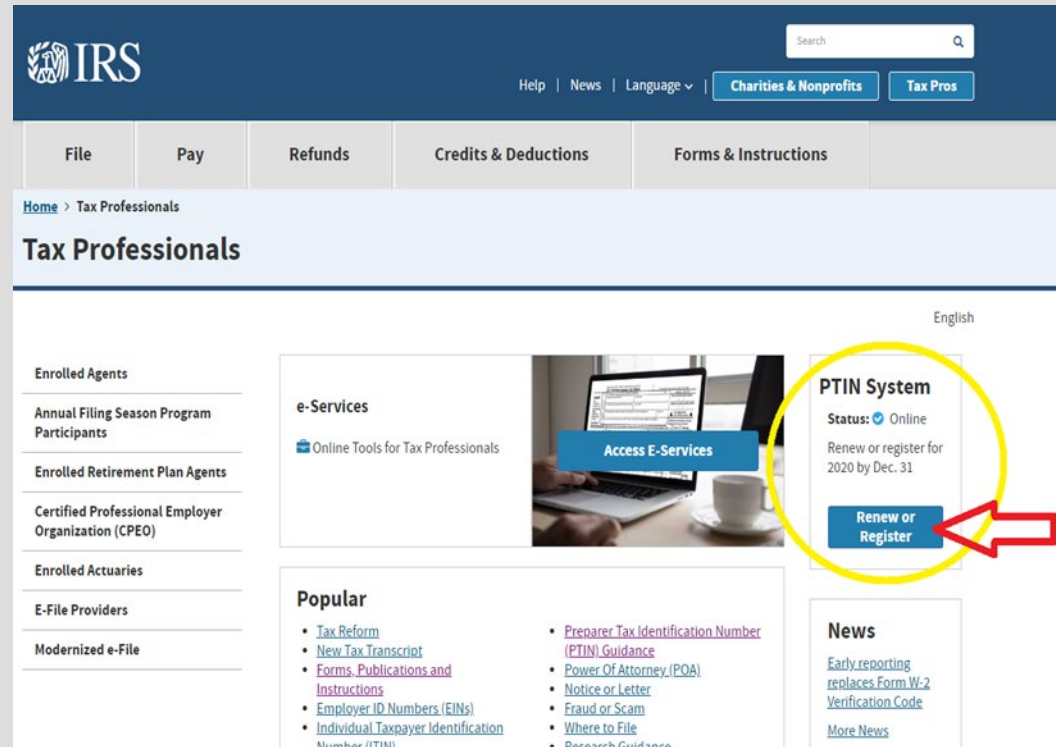 IRS
Search
Help | News | Language | Charities & Nonprofits Tax Pros
File Pay Refunds Credits & Deductions Forms & Instructions
Home > Tax Professionals
Tax Professionals
English
Enrolled Agents
Annual Filing Season Program
Participants
Enrolled Retirement Plan Agents
Certified Professional Employer
Organization (CPEO)
Enrolled Actuaries
E-File Providers
Modernized e-File
e-Services
Online Tools for Tax Professionals
Access E-Services
PTIN System
Status: Online
Renew or register for
2020 by Dec. 31
Renew or
Register
Popular
• Tax Reform
• New Tax Transcript
• Forms, Publications and
Instructions
• Employer ID Numbers (EINs)
• Individual Taxpayer Identification
Number (ITIN)
• Preparer Tax Identification Number
(PTIN) Guidance
• Power Of Attorney (POA)
• Notice or Letter
• Fraud or Scam
• Where to File
• Research Guidance
News
Early reporting
replaces Form W-2
Verification Code
More News